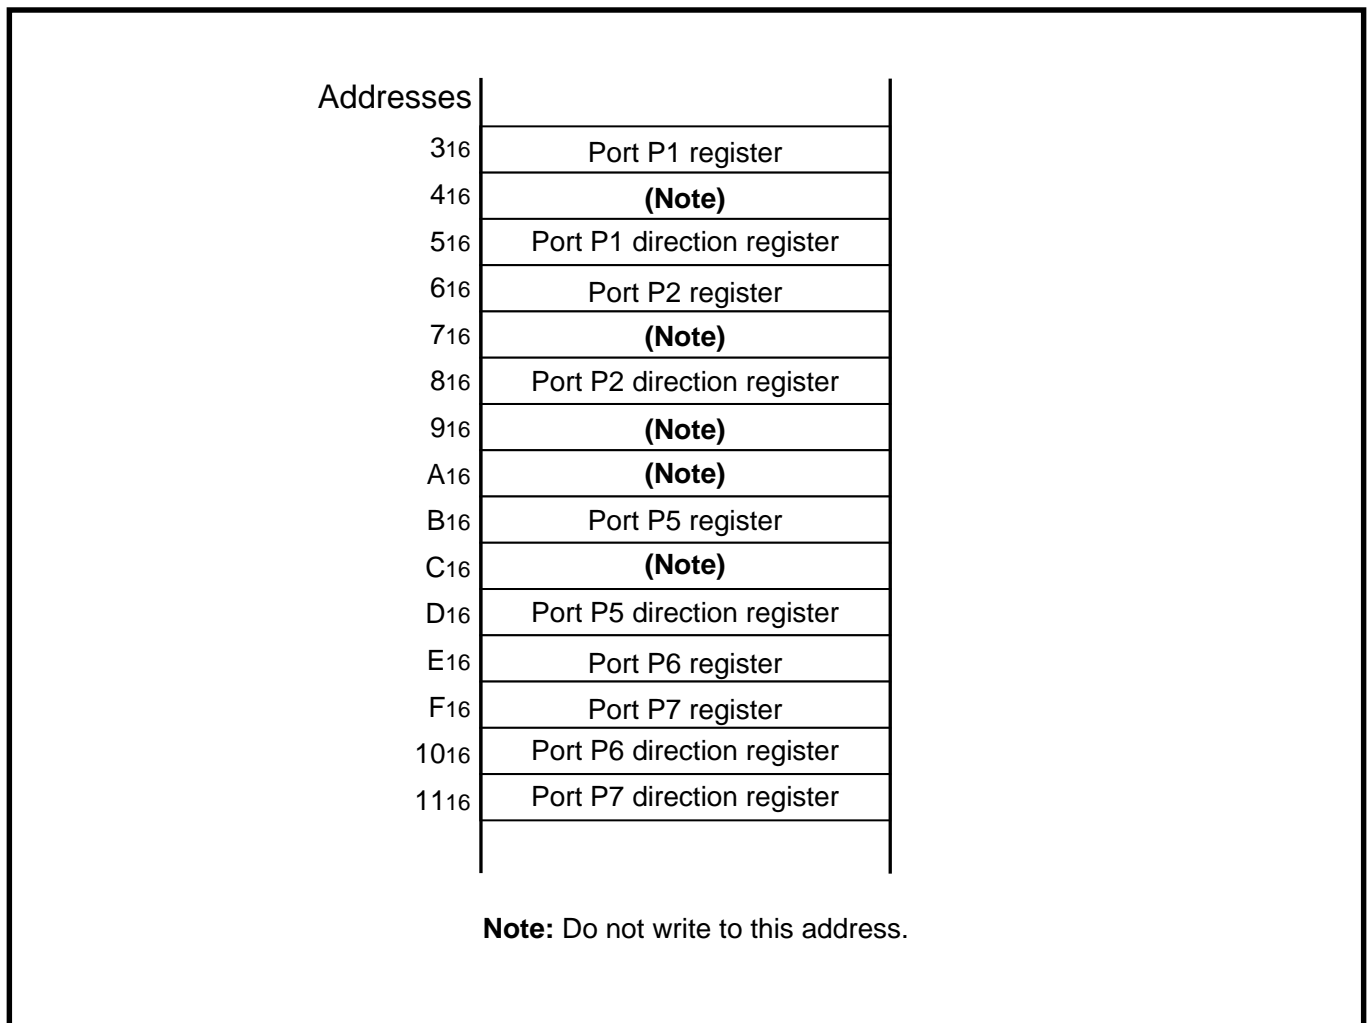 Addresses
316 Port P1 register
416 (Note)
516 Port P1 direction register
616 Port P2 register
716 (Note)
816 Port P2 direction register
916 (Note)
A16 (Note)
B16 Port P5 register
C16 (Note)
D16 Port P5 direction register
E16 Port P6 register
F16 Port P7 register
1016 Port P6 direction register
1116 Port P7 direction register
Note: Do not write to this address.